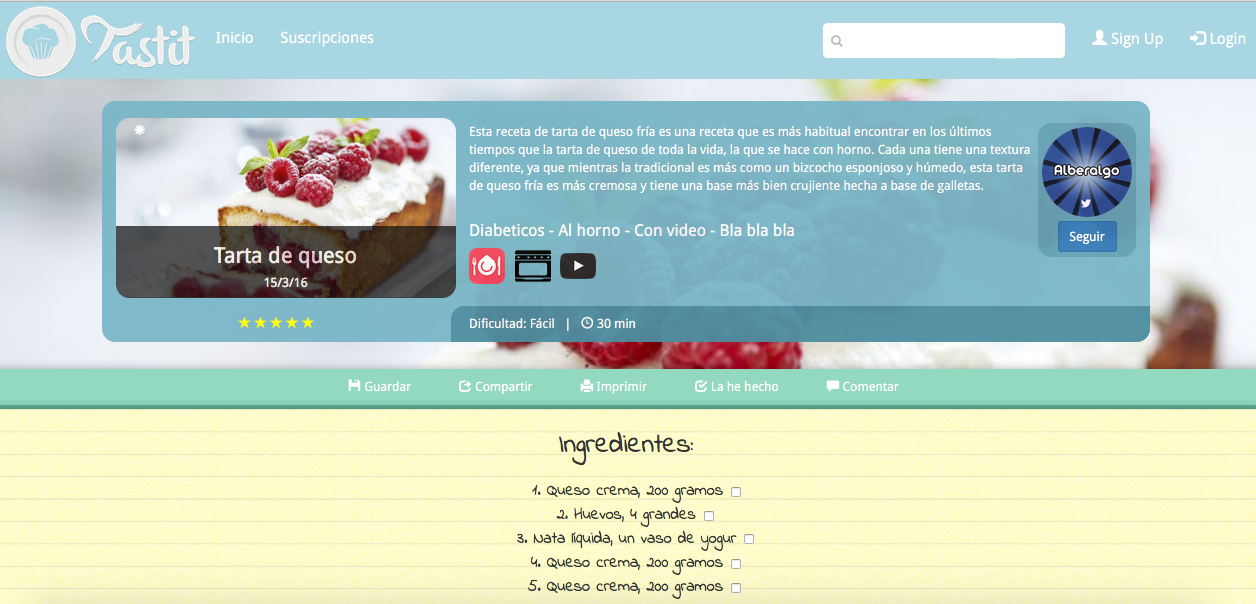 Tastit
Inicio
Suscripciones
Sign Up
Login
Esta receta de tarta de queso fría es una receta que es más habitual encontrar en los últimos
tiempos que la tarta de queso de toda la vida, la que se hace con horno. Cada una tiene una textura
diferente, ya que mientras la tradicional es más como un bizcocho esponjoso y húmedo, esta tarta
de queso fría es más cremosa y tiene una base más bien crujiente hecha a base de galletas.
Alberalgo
Seguir
Diabeticos - Al horno - Con video - Bla bla bla
Tarta de queso
15/3/16
Dificultad: Fácil | 30 min
Guardar
Compartir
Imprimir
La he hecho
Comentar
Ingredientes:
1. Queso crema, 200 gramos
2. Huevos, 4 grandes
3. Nata líquida, un vaso de yogur
4. Queso crema, 200 gramos
5. Queso crema, 200 gramos